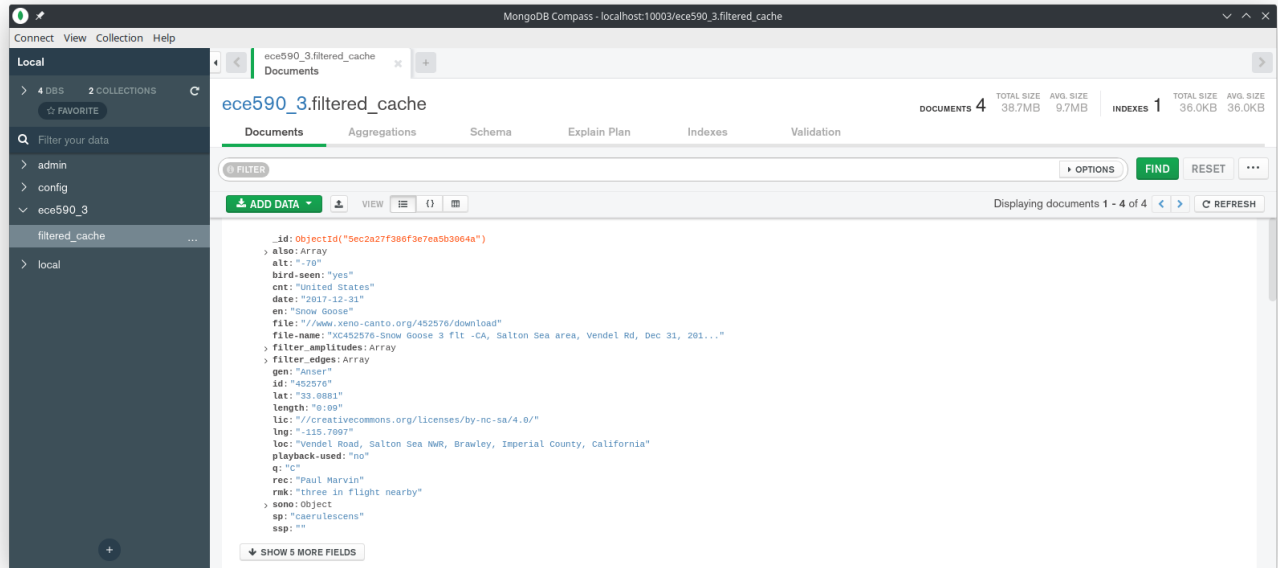 MongoDB Compass - localhost:10003/ece590_3.filtered_cache
Connect View Collection Help
Local
4 DBS 2 COLLECTIONS
FAVORITE
Filter your data
admin
config
ece590_3
filtered_cache ...
local
ece590_3.filtered_cache
Documents
ece590_3.filtered_cache
DOCUMENTS 4 TOTAL SIZE 38.7MB AVG. SIZE 9.7MB INDEXES 1 TOTAL SIZE 36.0KB AVG. SIZE 36.0KB
Documents Aggregations Schema Explain Plan Indexes Validation
FILTER OPTIONS FIND RESET ...
ADD DATA VIEW {} Displaying documents 1 - 4 of 4 < > REFRESH
_id: ObjectId("5ec2a27f386f3e7ea5b3064a")
also: Array
alt: "-70"
bird-seen: "yes"
cnt: "United States"
date: "2017-12-31"
en: "Snow Goose"
file: "//www.xeno-canto.org/452576/download"
file-name: "XC452576-Snow Goose 3 flt -CA, Salton Sea area, Vendel Rd, Dec 31, 201..."
filter_amplitudes: Array
filter_edges: Array
gen: "Anser"
id: "452576"
lat: "33.0881"
length: "0:09"
lic: "//creativecommons.org/licenses/by-nc-sa/4.0/"
lng: "-115.7097"
loc: "Vendel Road, Salton Sea NWR, Brawley, Imperial County, California"
playback-used: "no"
q: "C"
rec: "Paul Marvin"
rmk: "three in flight nearby"
sono: Object
sp: "caerulescens"
ssp: ""
SHOW 5 MORE FIELDS